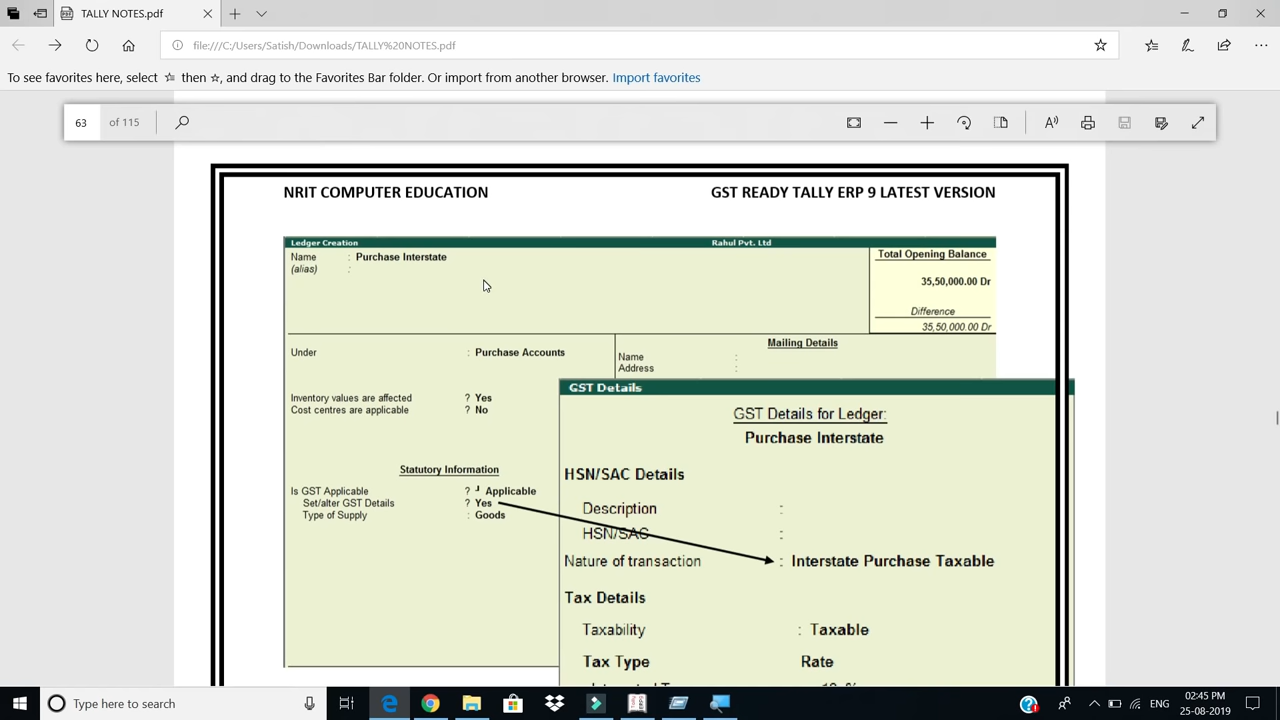 TALLY NOTES.pdf
file:///C:/Users/Satish/Downloads/TALLY%20NOTES.pdf
To see favorites here, select ☆ then ☆, and drag to the Favorites Bar folder. Or import from another browser. Import favorites
63 of 115
NRIT COMPUTER EDUCATION GST READY TALLY ERP 9 LATEST VERSION
Ledger Creation Rahul Pvt. Ltd
Name : Purchase Interstate
(alias) :
Total Opening Balance
35,50,000.00 Dr
Difference
35,50,000.00 Dr
Under : Purchase Accounts
Mailing Details
Name :
Address :
Inventory values are affected ? Yes
Cost centres are applicable ? No
Statutory Information
Is GST Applicable ? Applicable
Set/alter GST Details ? Yes
Type of Supply : Goods
GST Details
GST Details for Ledger:
Purchase Interstate
HSN/SAC Details
Description :
HSN/SAC :
Nature of transaction : Interstate Purchase Taxable
Tax Details
Taxability : Taxable
Tax Type Rate
Type here to search
ENG
02:45 PM
25-08-2019